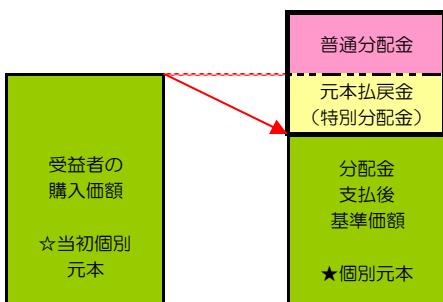 普通分配金
元本払戻金
（特別分配金）
受益者の
購入価額
☆当初個別
元本
分配金
支払後
基準価額
★個別元本